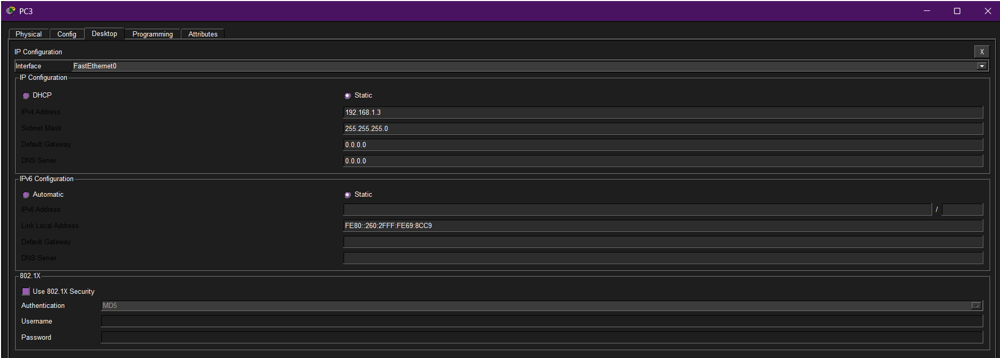 PC3
Physical Config Desktop Programming Attributes
IP Configuration
X
Interface FastEthernet0
IP Configuration
DHCP Static
IPv4 Address 192.168.1.3
Subnet Mask 255.255.255.0
Default Gateway 0.0.0.0
DNS Server 0.0.0.0
IPv6 Configuration
Automatic Static
IPv6 Address /
Link Local Address FE80::260:2FFF:FE69:8CC9
Default Gateway
DNS Server
802.1X
Use 802.1X Security
Authentication MD5
Username
Password